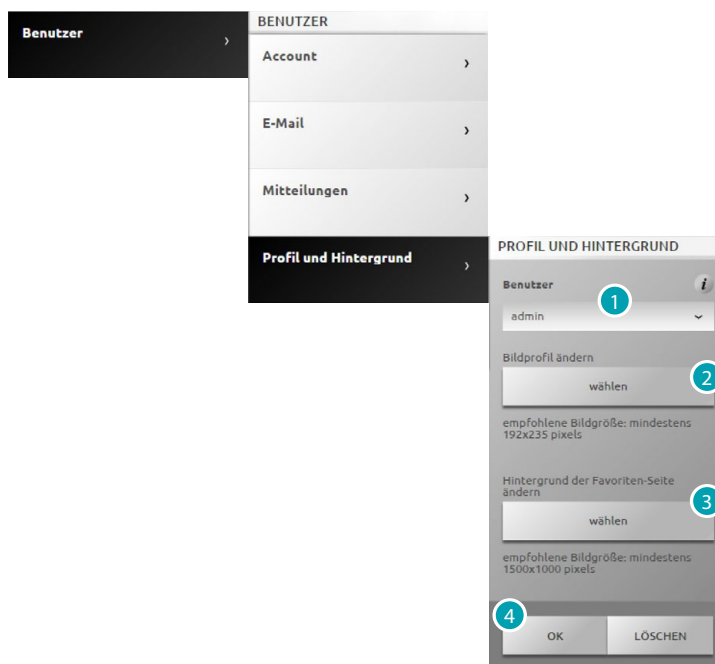 Benutzer
BENUTZER
Account
E-Mail
Mitteilungen
Profil und Hintergrund
PROFIL UND HINTERGRUND
Benutzer
i
1
admin
Bildprofil ändern
wählen
2
empfohlene Bildgröße: mindestens
192x235 pixels
Hintergrund der Favoriten-Seite
ändern
3
wählen
empfohlene Bildgröße: mindestens
1500x1000 pixels
4
OK
LÖSCHEN